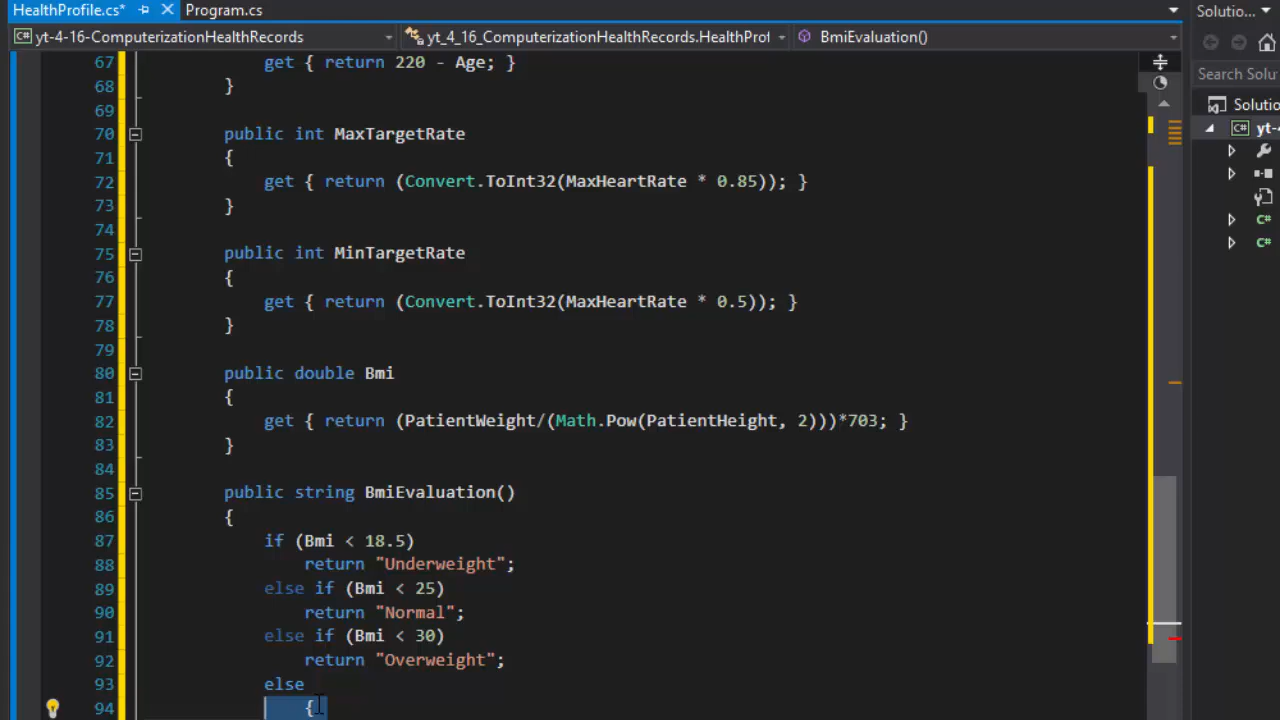 HealthProfile.cs* Program.cs Solutio...
yt-4-16-ComputerizationHealthRecords yt_4_16_ComputerizationHealthRecords.HealthProf BmiEvaluation()
Search Solu
Solutio
yt-4
67 get { return 220 - Age; }
68 }
69
70 public int MaxTargetRate
71 {
72 get { return (Convert.ToInt32(MaxHeartRate * 0.85)); }
73 }
74
75 public int MinTargetRate
76 {
77 get { return (Convert.ToInt32(MaxHeartRate * 0.5)); }
78 }
79
80 public double Bmi
81 {
82 get { return (PatientWeight/(Math.Pow(PatientHeight, 2)))*703; }
83 }
84
85 public string BmiEvaluation()
86 {
87 if (Bmi < 18.5)
88 return "Underweight";
89 else if (Bmi < 25)
90 return "Normal";
91 else if (Bmi < 30)
92 return "Overweight";
93 else
94 {